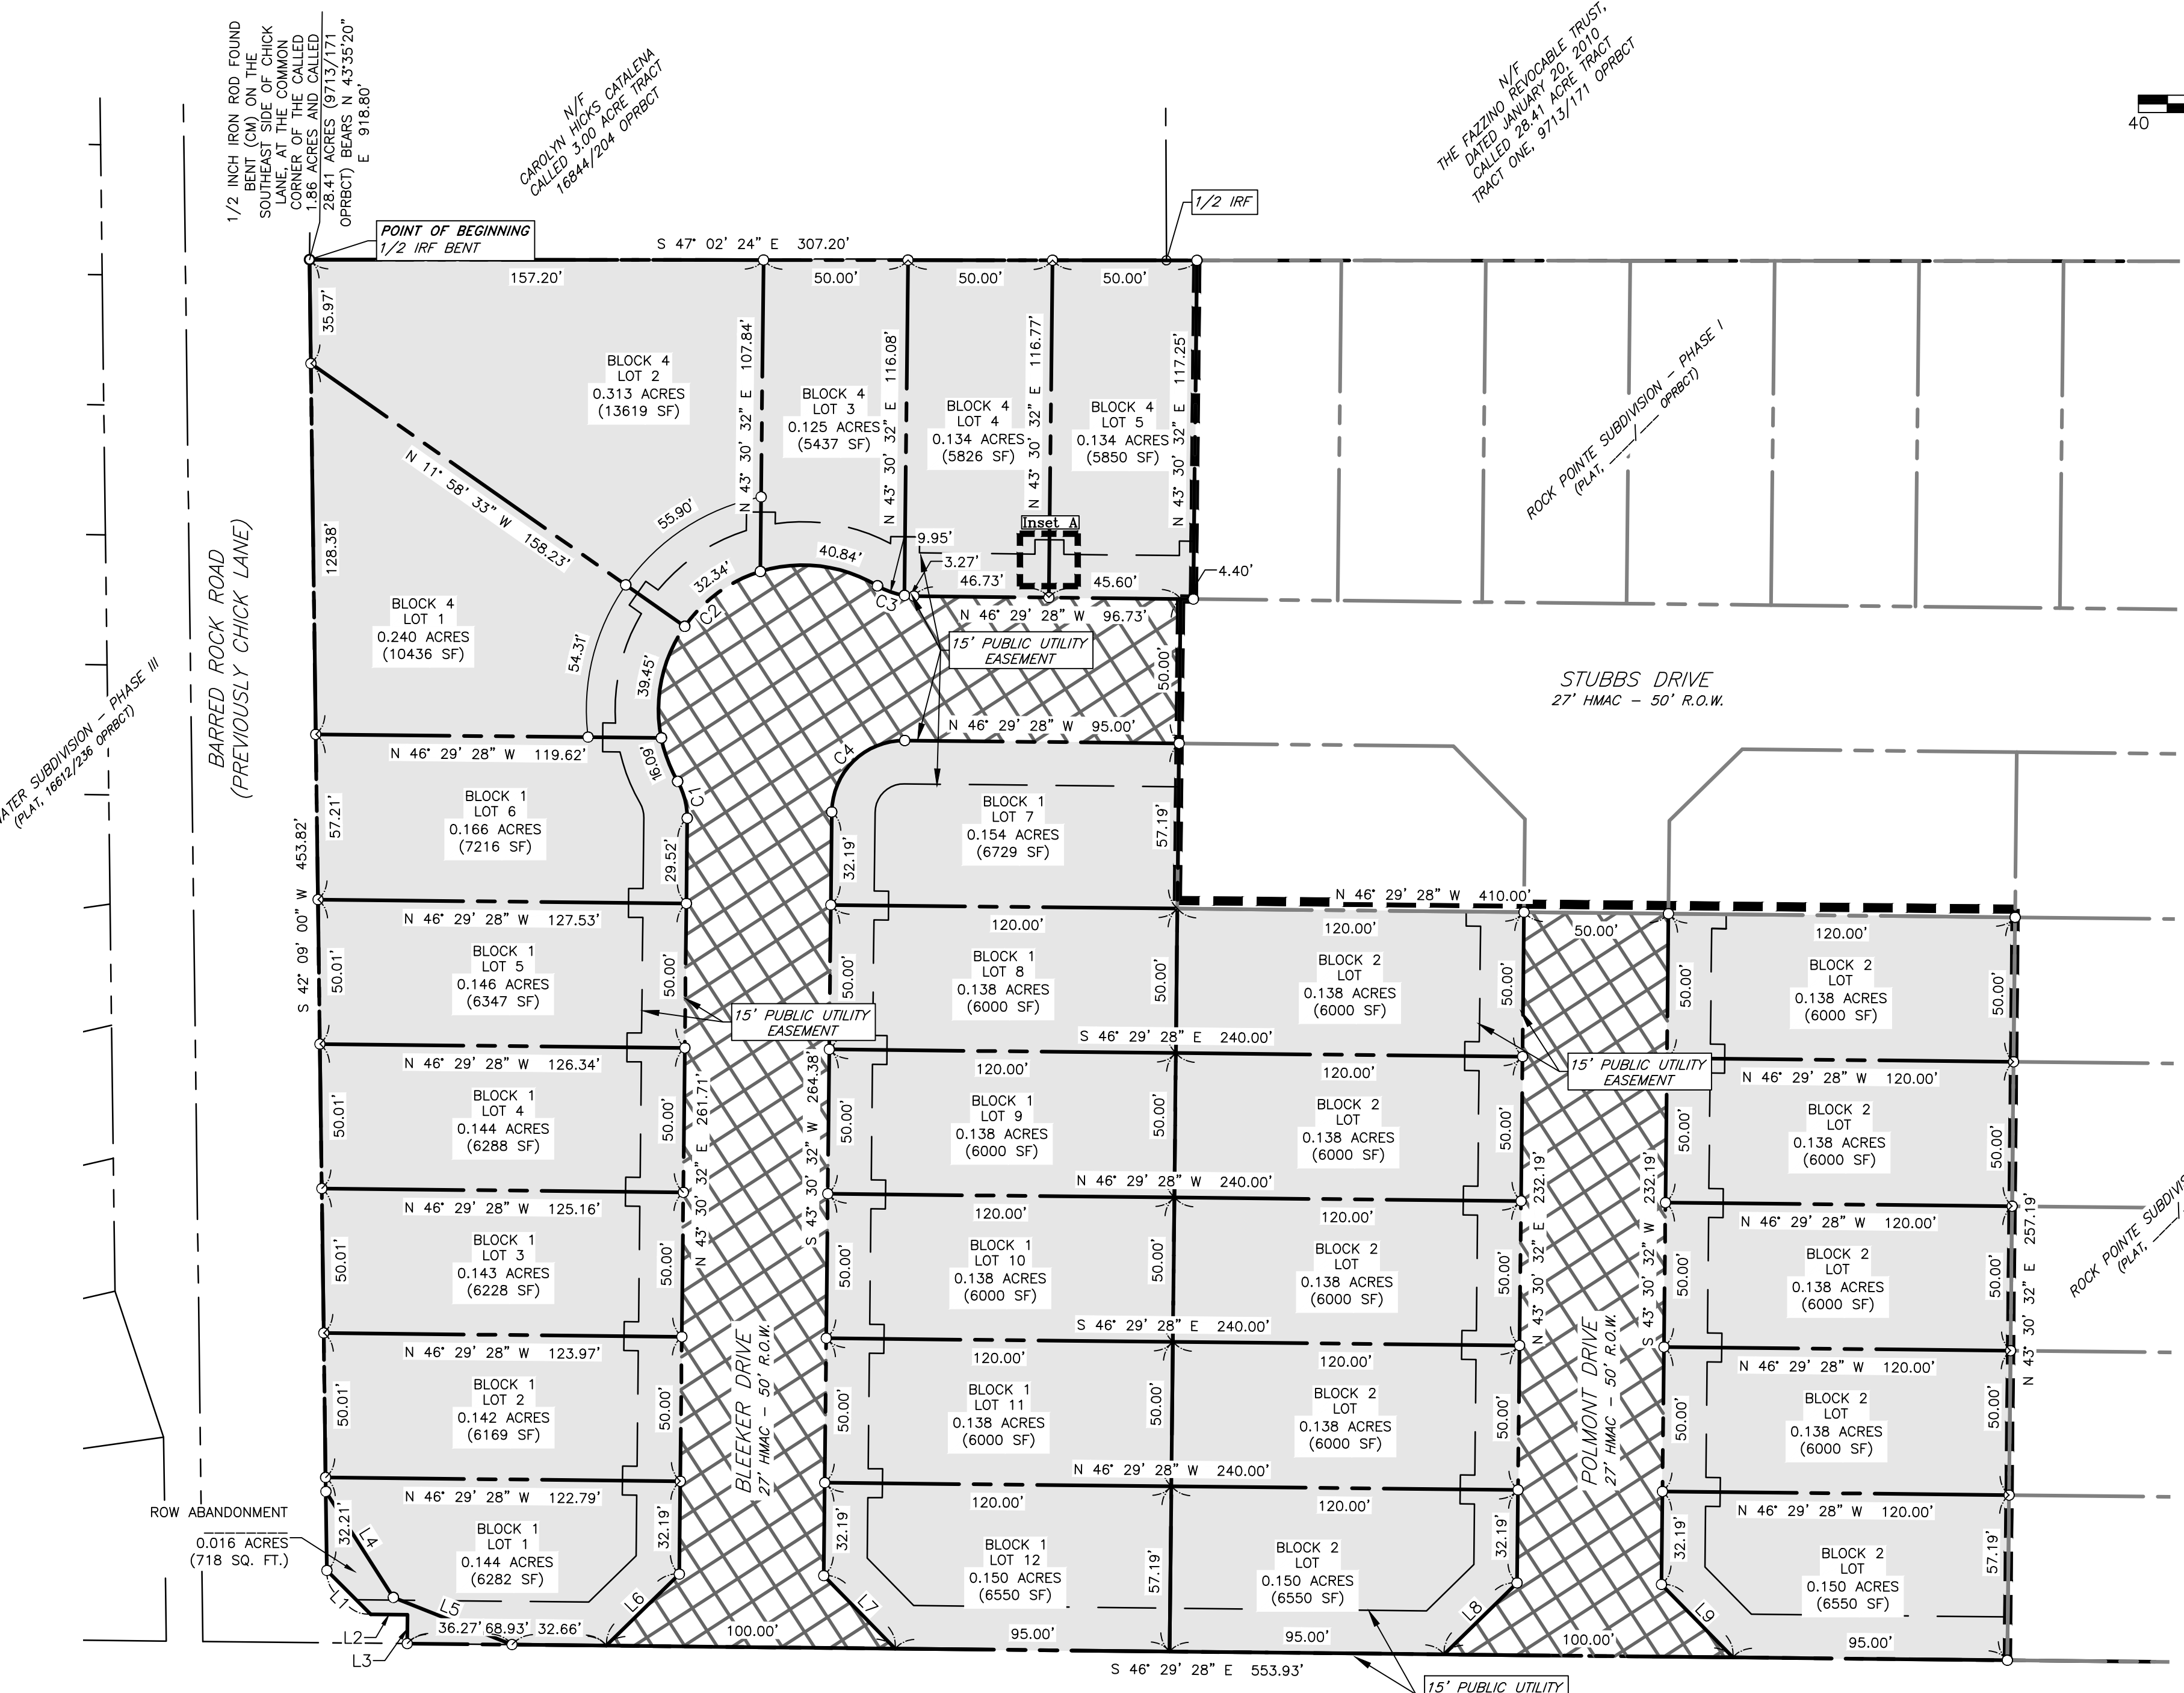 1/2 INCH IRON ROD FOUND
BENT (CM) ON THE
SOUTHEAST SIDE OF CHICK
LANE, AT THE COMMON
CORNER OF THE CALLED
1.86 ACRES AND CALLED
28.41 ACRES (9713/171
OPRBCT) BEARS N 43°35'20"
E 918.80'
N/F
CAROLYN HICKS CATALENA
CALLED 3.00 ACRE TRACT
16844/204 OPRBCT
N/F
THE FAZZINO REVOCABLE TRUST,
DATED JANUARY 20, 2010
CALLED 28.41 ACRE TRACT
TRACT ONE, 9713/171 OPRBCT
40
1/2 IRF
POINT OF BEGINNING
1/2 IRF BENT
S 47° 02' 24" E 307.20'
157.20'
50.00'
50.00'
50.00'
35.97'
BLOCK 4
LOT 2
0.313 ACRES
(13619 SF)
N 43° 30' 32" E 107.84'
BLOCK 4
LOT 3
0.125 ACRES
(5437 SF)
N 43° 30' 32" E 116.08'
BLOCK 4
LOT 4
0.134 ACRES
(5826 SF)
N 43° 30' 32" E 116.77'
BLOCK 4
LOT 5
0.134 ACRES
(5850 SF)
N 43° 30' 32" E 117.25'
ROCK POINTE SUBDIVISION - PHASE I
(PLAT, ____/____ OPRBCT)
N 11° 58' 33" W 158.23'
55.90'
Inset A
9.95'
3.27'
40.84'
46.73'
45.60'
4.40'
32.34'
C2
C3
N 46° 29' 28" W 96.73'
128.38'
BLOCK 4
LOT 1
0.240 ACRES
(10436 SF)
54.31'
39.45'
15' PUBLIC UTILITY
EASEMENT
50.00'
STUBBS DRIVE
27' HMAC - 50' R.O.W.
BARRED ROCK ROAD
(PREVIOUSLY CHICK LANE)
ATER SUBDIVISION - PHASE III
(PLAT, 16612/236 OPRBCT)
N 46° 29' 28" W 95.00'
N 46° 29' 28" W 119.62'
16.09'
C1
C4
57.21'
BLOCK 1
LOT 6
0.166 ACRES
(7216 SF)
29.52'
32.19'
BLOCK 1
LOT 7
0.154 ACRES
(6729 SF)
57.19'
S 42° 09' 00" W 453.82'
N 46° 29' 28" W 410.00'
N 46° 29' 28" W 127.53'
120.00'
120.00'
50.00'
120.00'
50.01'
BLOCK 1
LOT 5
0.146 ACRES
(6347 SF)
50.00'
50.00'
BLOCK 1
LOT 8
0.138 ACRES
(6000 SF)
50.00'
BLOCK 2
LOT
0.138 ACRES
(6000 SF)
50.00'
50.00'
BLOCK 2
LOT
0.138 ACRES
(6000 SF)
50.00'
15' PUBLIC UTILITY
EASEMENT
S 46° 29' 28" E 240.00'
15' PUBLIC UTILITY
EASEMENT
N 46° 29' 28" W 126.34'
120.00'
120.00'
N 46° 29' 28" W 120.00'
50.01'
BLOCK 1
LOT 4
0.144 ACRES
(6288 SF)
50.00'
N 43° 30' 32" E 261.71'
S 43° 30' 32" W 264.38'
50.00'
BLOCK 1
LOT 9
0.138 ACRES
(6000 SF)
50.00'
BLOCK 2
LOT
0.138 ACRES
(6000 SF)
50.00'
50.00'
BLOCK 2
LOT
0.138 ACRES
(6000 SF)
50.00'
N 46° 29' 28" W 240.00'
N 46° 29' 28" W 125.16'
120.00'
120.00'
N 46° 29' 28" W 120.00'
50.01'
BLOCK 1
LOT 3
0.143 ACRES
(6228 SF)
50.00'
50.00'
BLOCK 1
LOT 10
0.138 ACRES
(6000 SF)
50.00'
BLOCK 2
LOT
0.138 ACRES
(6000 SF)
50.00'
N 43° 30' 32" E 232.19'
S 43° 30' 32" W 232.19'
50.00'
BLOCK 2
LOT
0.138 ACRES
(6000 SF)
50.00'
N 43° 30' 32" E 257.19'
ROCK POINTE SUBDIVIS
(PLAT, ____
S 46° 29' 28" E 240.00'
N 46° 29' 28" W 123.97'
120.00'
120.00'
N 46° 29' 28" W 120.00'
50.01'
BLOCK 1
LOT 2
0.142 ACRES
(6169 SF)
50.00'
BLEEKER DRIVE
27' HMAC - 50' R.O.W.
50.00'
BLOCK 1
LOT 11
0.138 ACRES
(6000 SF)
50.00'
BLOCK 2
LOT
0.138 ACRES
(6000 SF)
50.00'
POLMONT DRIVE
27' HMAC - 50' R.O.W.
50.00'
BLOCK 2
LOT
0.138 ACRES
(6000 SF)
50.00'
N 46° 29' 28" W 240.00'
N 46° 29' 28" W 122.79'
120.00'
120.00'
N 46° 29' 28" W 120.00'
ROW ABANDONMENT
________
0.016 ACRES
(718 SQ. FT.)
32.21'
L4
BLOCK 1
LOT 1
0.144 ACRES
(6282 SF)
32.19'
32.19'
BLOCK 1
LOT 12
0.150 ACRES
(6550 SF)
57.19'
BLOCK 2
LOT
0.150 ACRES
(6550 SF)
32.19'
32.19'
BLOCK 2
LOT
0.150 ACRES
(6550 SF)
57.19'
L1
L5
L6
L7
L8
L9
L2
L3
36.27'
68.93'
32.66'
100.00'
95.00'
95.00'
100.00'
95.00'
S 46° 29' 28" E 553.93'
15' PUBLIC UTILITY